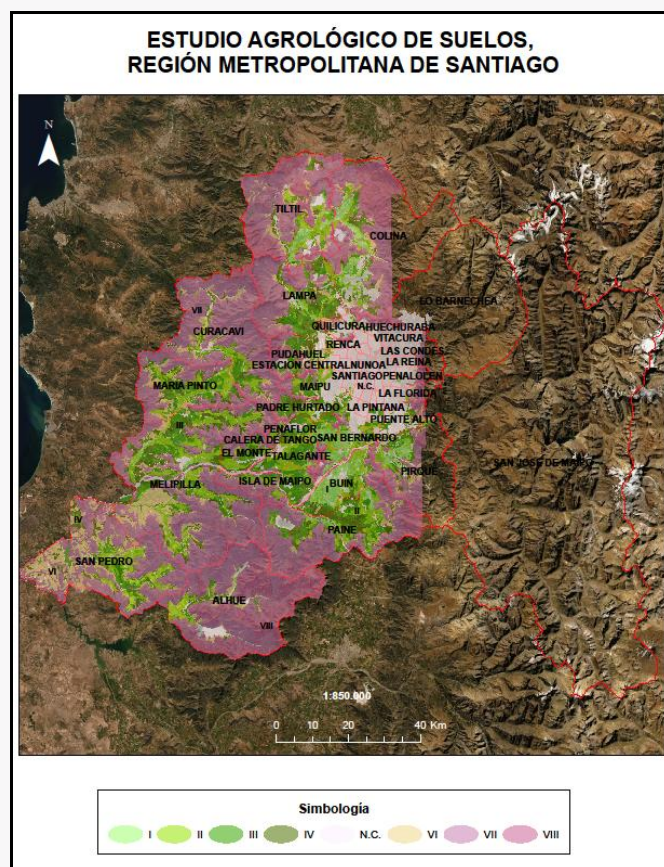 ESTUDIO AGROLÓGICO DE SUELOS,
REGIÓN METROPOLITANA DE SANTIAGO
N
TILTIL
COLINA
LAMPA
LO BARNECHEA
VII
CURACAVI
QUILICURA
HUECHURABA
RENCA
VITACURA
PUDAHUEL
LAS CONDES
ESTACIÓN CENTRAL
NUNOA
LA REINA
MARIA PINTO
MAIPU
SANTIAGO
PENALOLEN
N.C.
LA FLORIDA
PADRE HURTADO
LA PINTANA
PUENTE ALTO
III
PENAFLOR
CALERA DE TANGO
SAN BERNARDO
EL MONTE
TALAGANTE
PIRQUE
SAN JOSE DE MAIPO
MELIPILLA
ISLA DE MAIPO
BUIN
I
IV
II
PAINE
SAN PEDRO
VI
ALHUE
VIII
1:850.000
0 10 20 40 Km
Simbología
I II III IV N.C. VI VII VIII